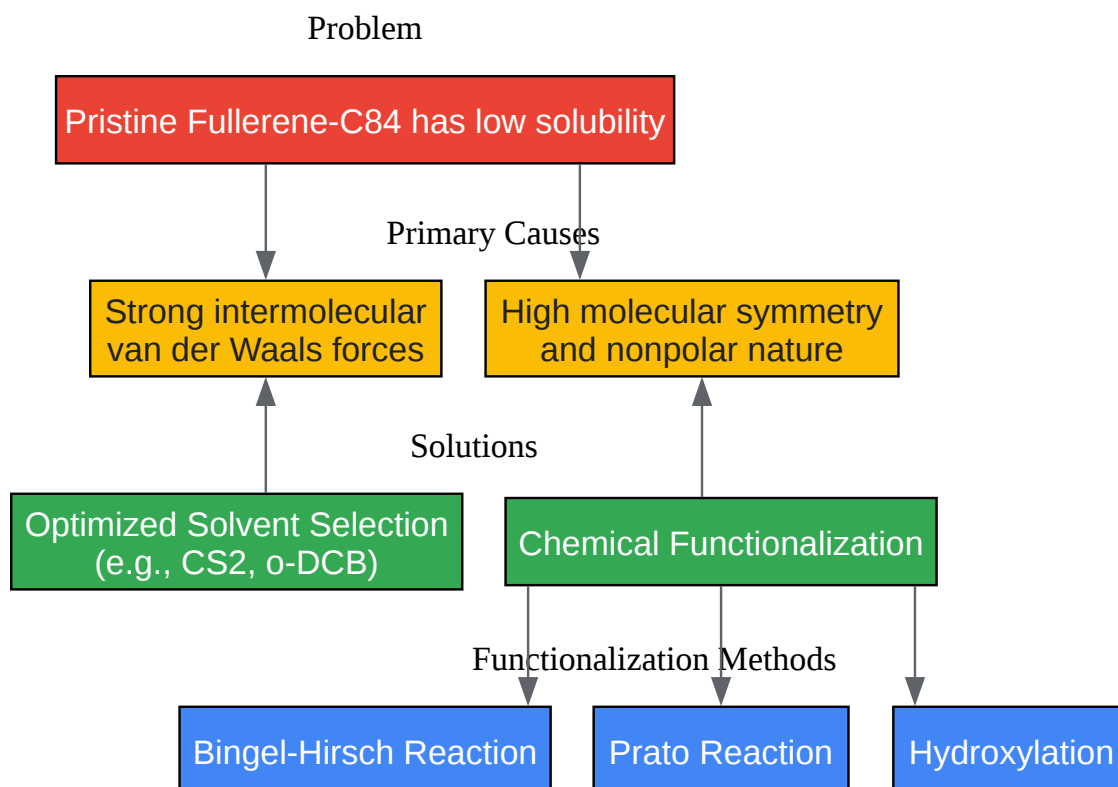 Problem
Pristine Fullerene-C84 has low solubility
Primary Causes
Strong intermolecular
van der Waals forces
High molecular symmetry
and nonpolar nature
Solutions
Optimized Solvent Selection
(e.g., CS2, o-DCB)
Chemical Functionalization
Functionalization Methods
Bingel-Hirsch Reaction
Prato Reaction
Hydroxylation